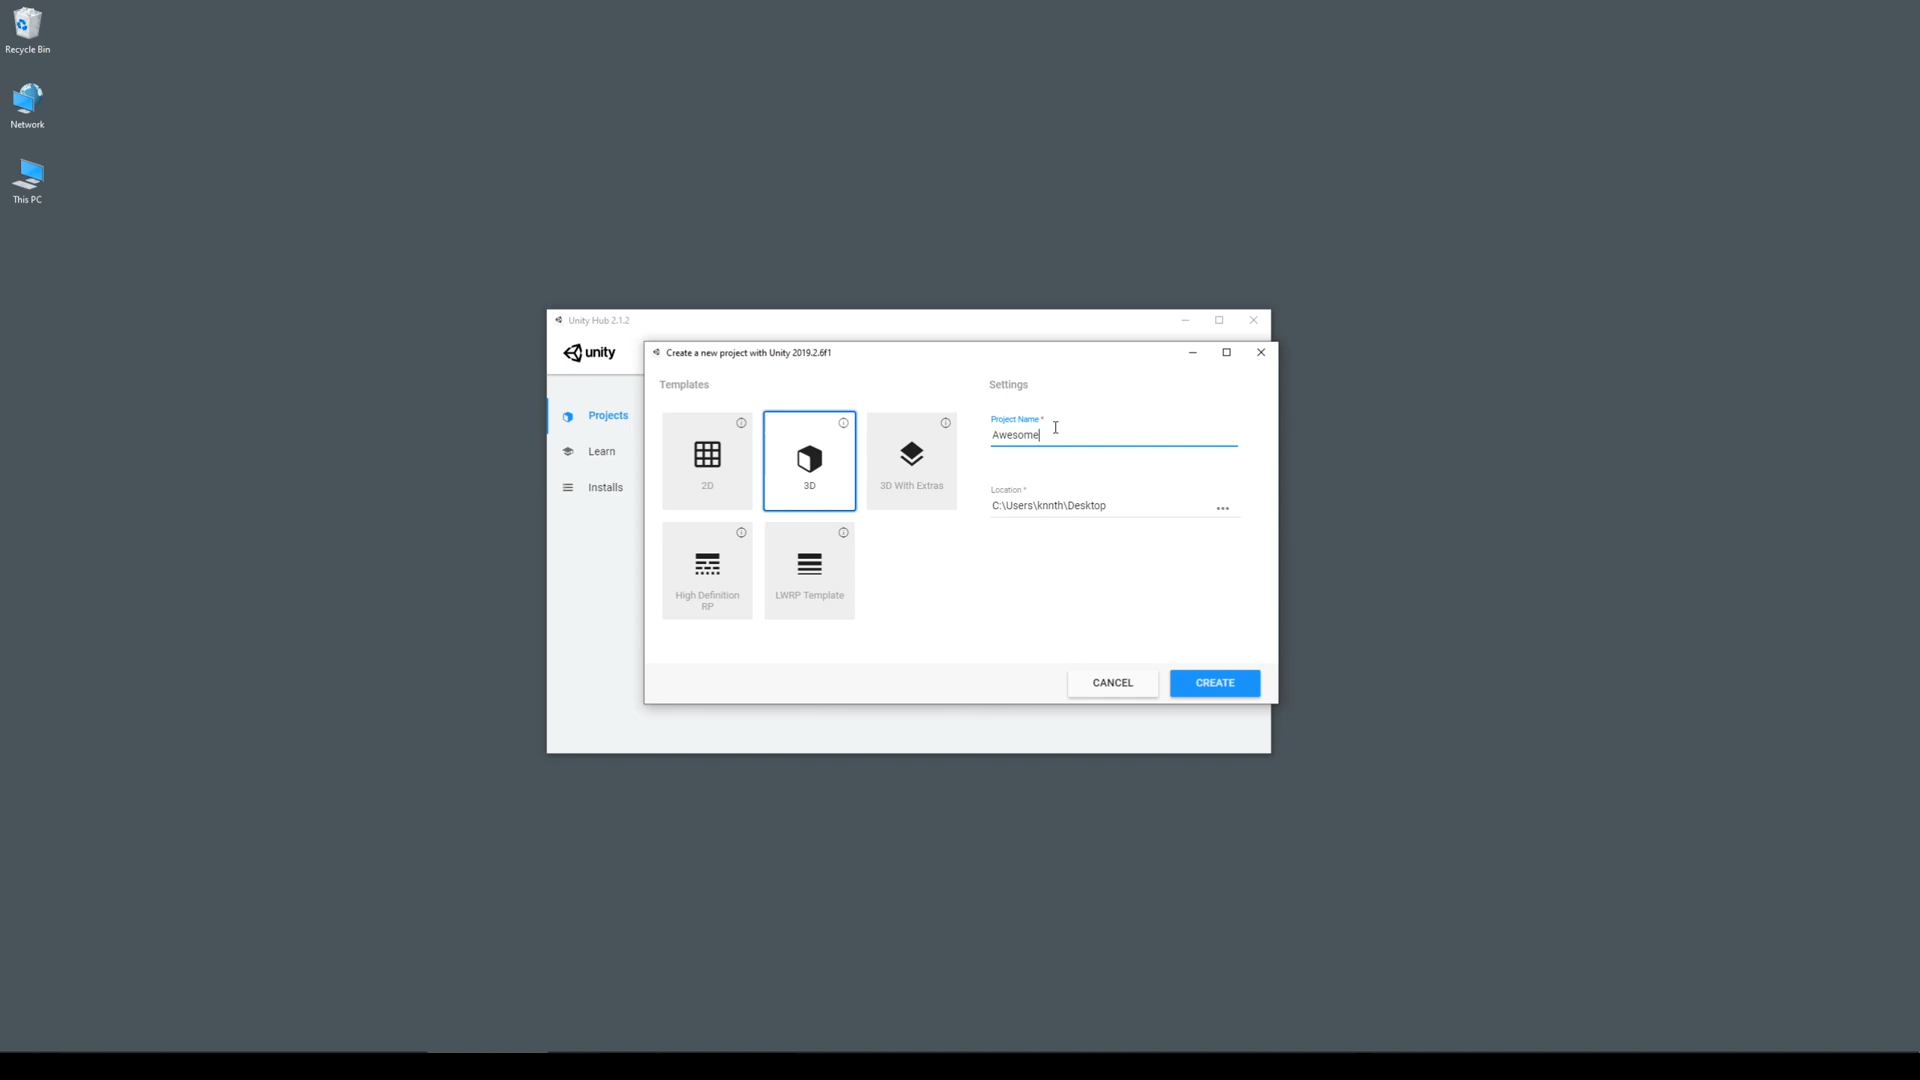 Recycle Bin
Network
This PC
Unity Hub 2.1.2
unity
Projects
Learn
Installs
Create a new project with Unity 2019.2.6f1
Templates
2D
3D
3D With Extras
High Definition
RP
LWRP Template
Settings
Project Name *
Awesome
Location *
C:\Users\knnth\Desktop
CANCEL
CREATE